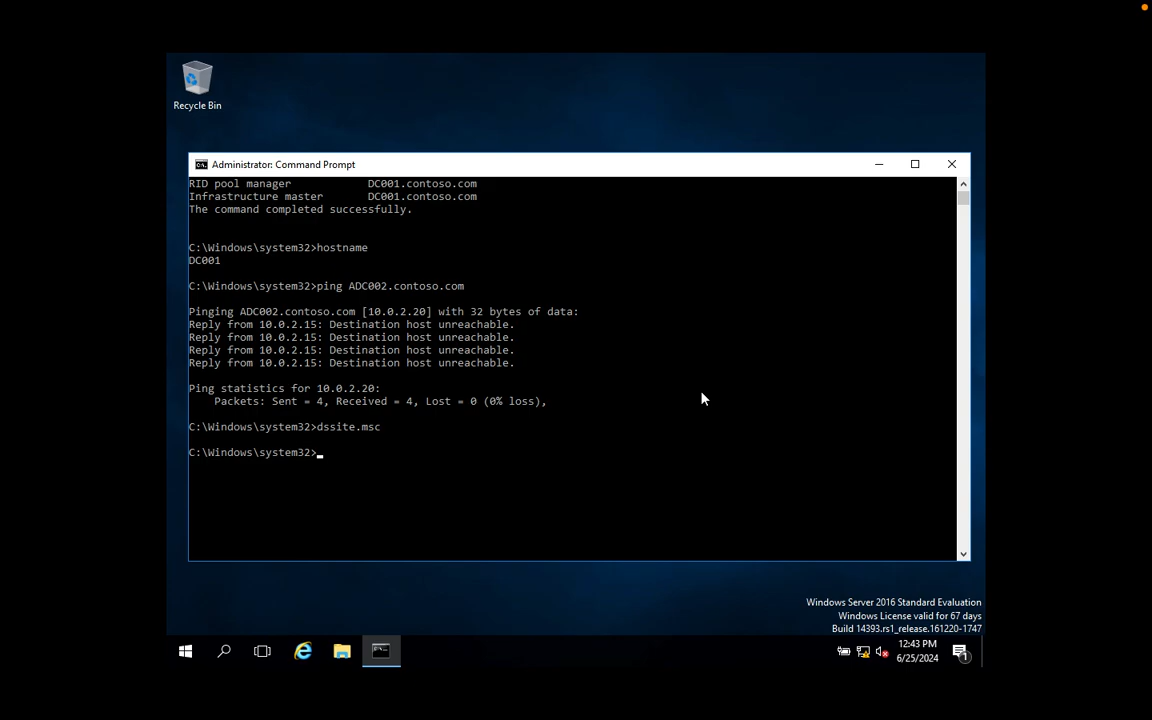 Recycle Bin
Administrator: Command Prompt
RID pool manager DC001.contoso.com
Infrastructure master DC001.contoso.com
The command completed successfully.
C:\Windows\system32>hostname
DC001
C:\Windows\system32>ping ADC002.contoso.com
Pinging ADC002.contoso.com [10.0.2.20] with 32 bytes of data:
Reply from 10.0.2.15: Destination host unreachable.
Reply from 10.0.2.15: Destination host unreachable.
Reply from 10.0.2.15: Destination host unreachable.
Reply from 10.0.2.15: Destination host unreachable.
Ping statistics for 10.0.2.20:
Packets: Sent = 4, Received = 4, Lost = 0 (0% loss),
C:\Windows\system32>dssite.msc
C:\Windows\system32>
Windows Server 2016 Standard Evaluation
Windows License valid for 67 days
Build 14393.rs1_release.161220-1747
12:43 PM
6/25/2024
1